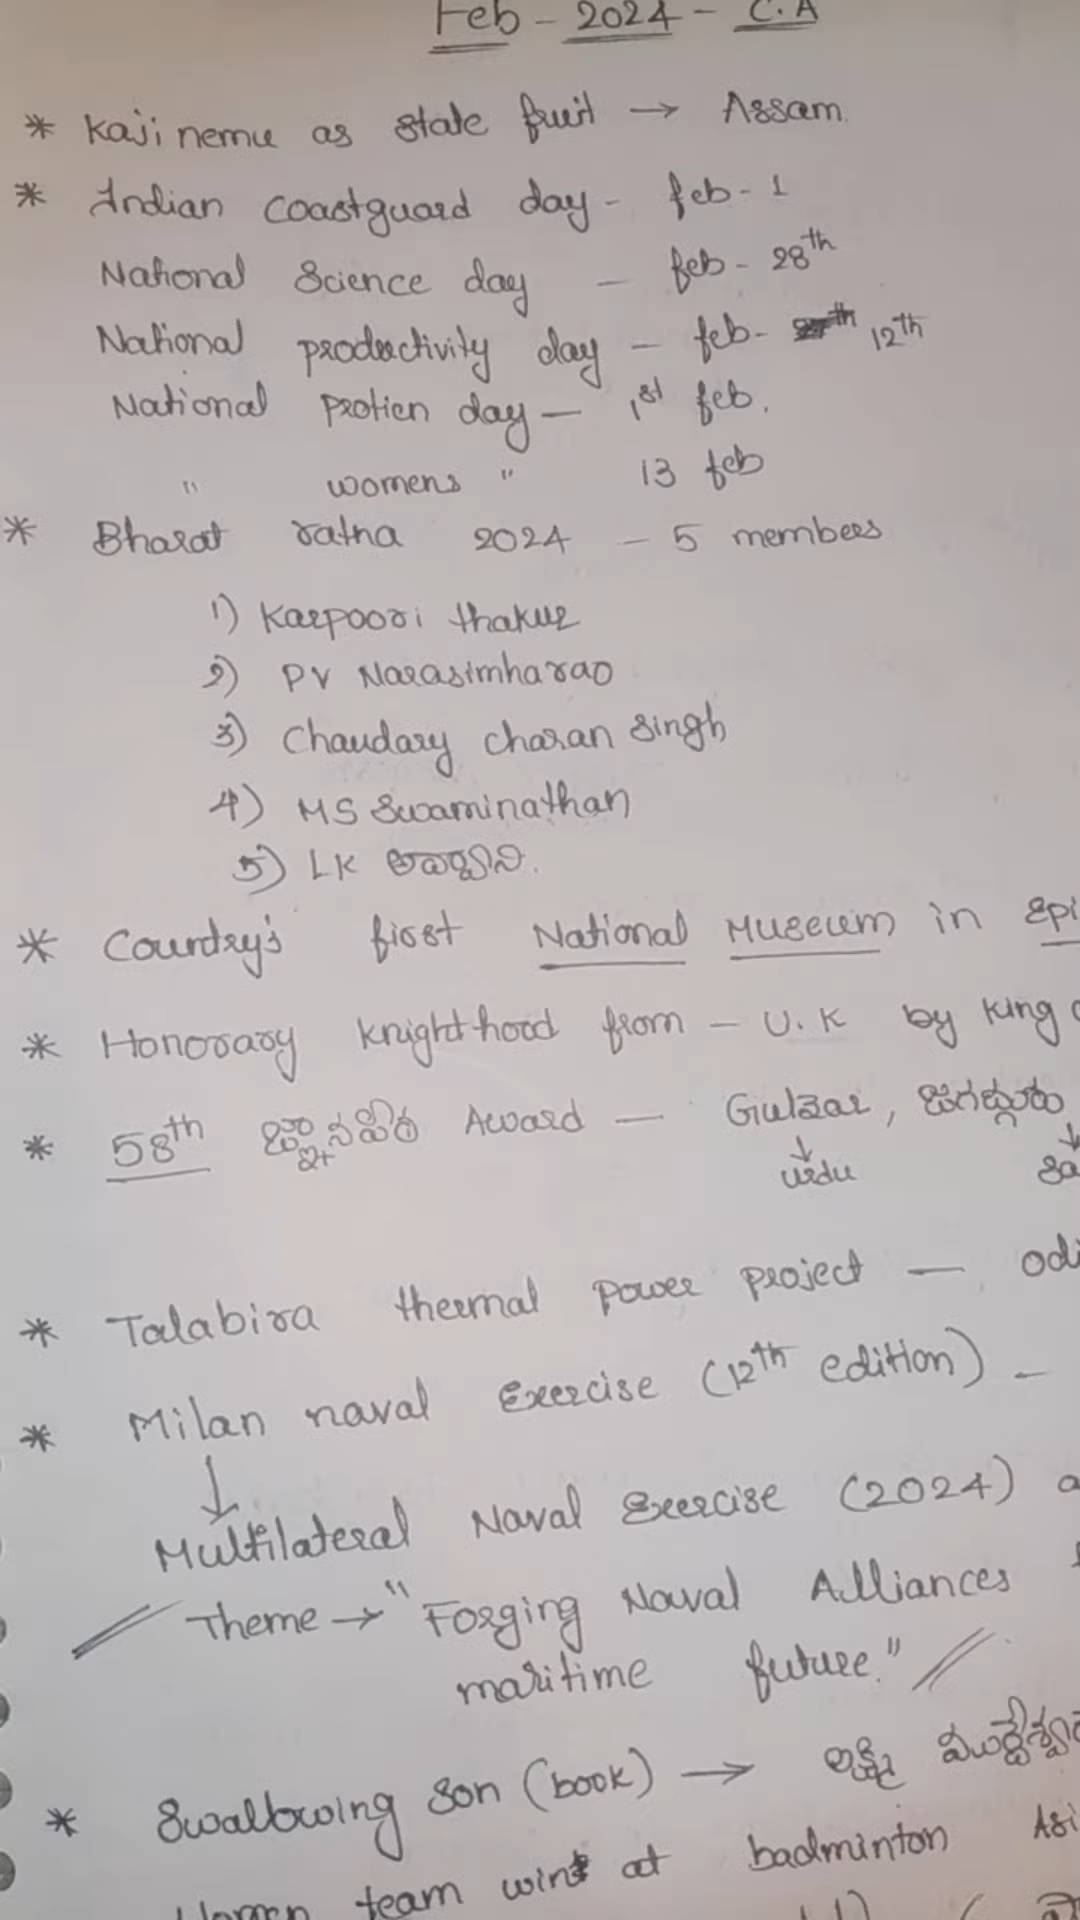 Feb - 2024 - C.A
* Kaji nemu as state fruit → Assam
* Indian coastguard day - feb - 1
National Science day - feb - 28th
National productivity day - feb - 12th
National Protien day - 1st feb.
" womens " 13 feb
* Bharat ratna 2024 - 5 members
1) Karpoori thakur
2) PV Narasimharao
3) Chaudary charan singh
4) MS Swaminathan
5) LK
* Country's first National Museum in Epi
* Honorary knighthood from - U.K by King
* 58th Award - Gulzar,
↓
urdu
↓
Sa
* Talabira thermal power project - odi
* Milan naval Exercise (12th edition) -
↓
Multilateral Naval Exercise (2024) a
Theme → "Forging Naval Alliances
maritime future."
* Swallowing Son (book) →
team wins at badminton Asi